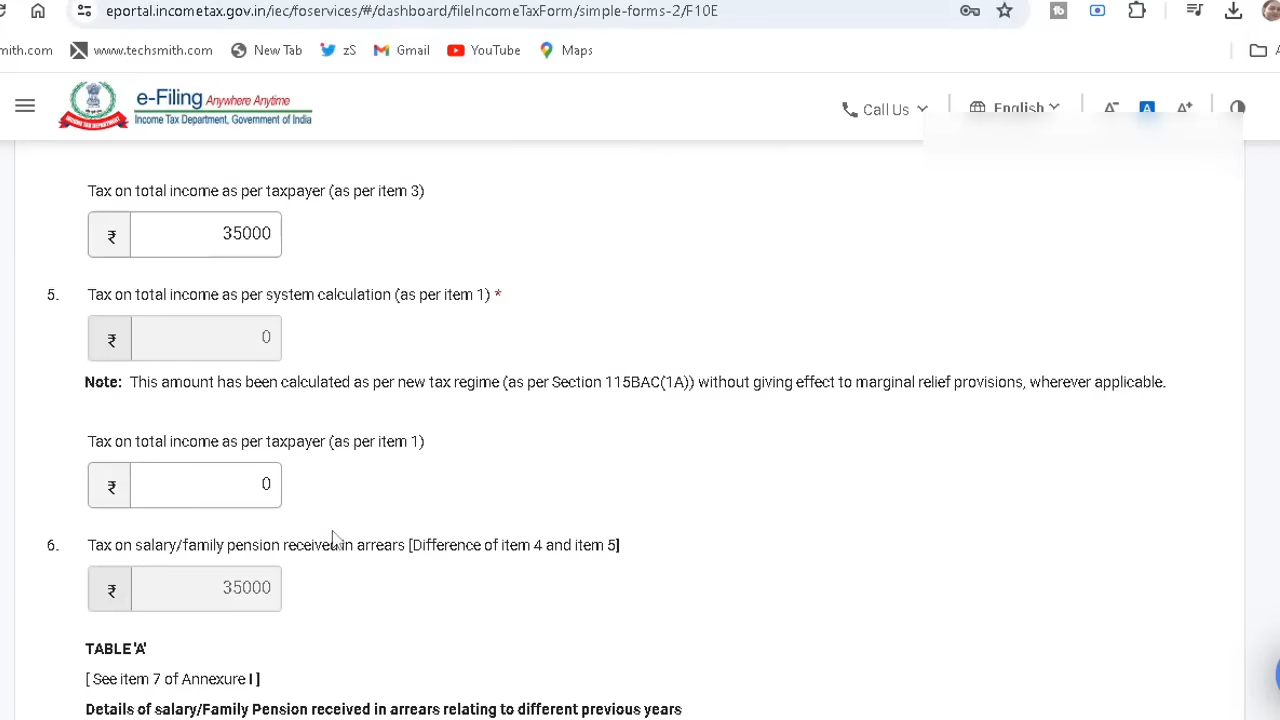 eportal.incometax.gov.in/iec/foservices/#/dashboard/fileIncomeTaxForm/simple-forms-2/F10E
mith.com www.techsmith.com New Tab zS Gmail YouTube Maps
e-Filing Anywhere Anytime
Income Tax Department, Government of India
Call Us English A- A A+
Tax on total income as per taxpayer (as per item 3)
₹ 35000
5. Tax on total income as per system calculation (as per item 1) *
₹ 0
Note: This amount has been calculated as per new tax regime (as per Section 115BAC(1A)) without giving effect to marginal relief provisions, wherever applicable.
Tax on total income as per taxpayer (as per item 1)
₹ 0
6. Tax on salary/family pension received in arrears [Difference of item 4 and item 5]
₹ 35000
TABLE 'A'
[ See item 7 of Annexure I ]
Details of salary/Family Pension received in arrears relating to different previous years